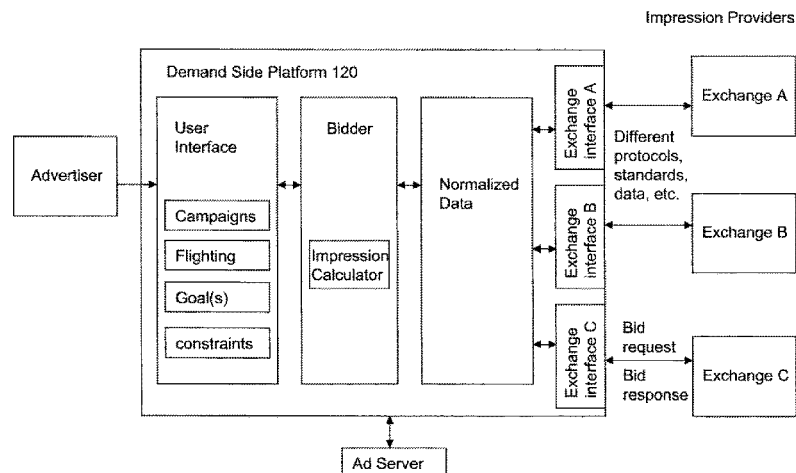 Impression Providers
Demand Side Platform 120
Advertiser
User
Interface
Campaigns
Flighting
Goal(s)
constraints
Bidder
Impression
Calculator
Normalized
Data
Exchange
interface A
Exchange
interface B
Exchange
interface C
Different
protocols,
standards,
data, etc.
Bid
request
Bid
response
Exchange A
Exchange B
Exchange C
Ad Server